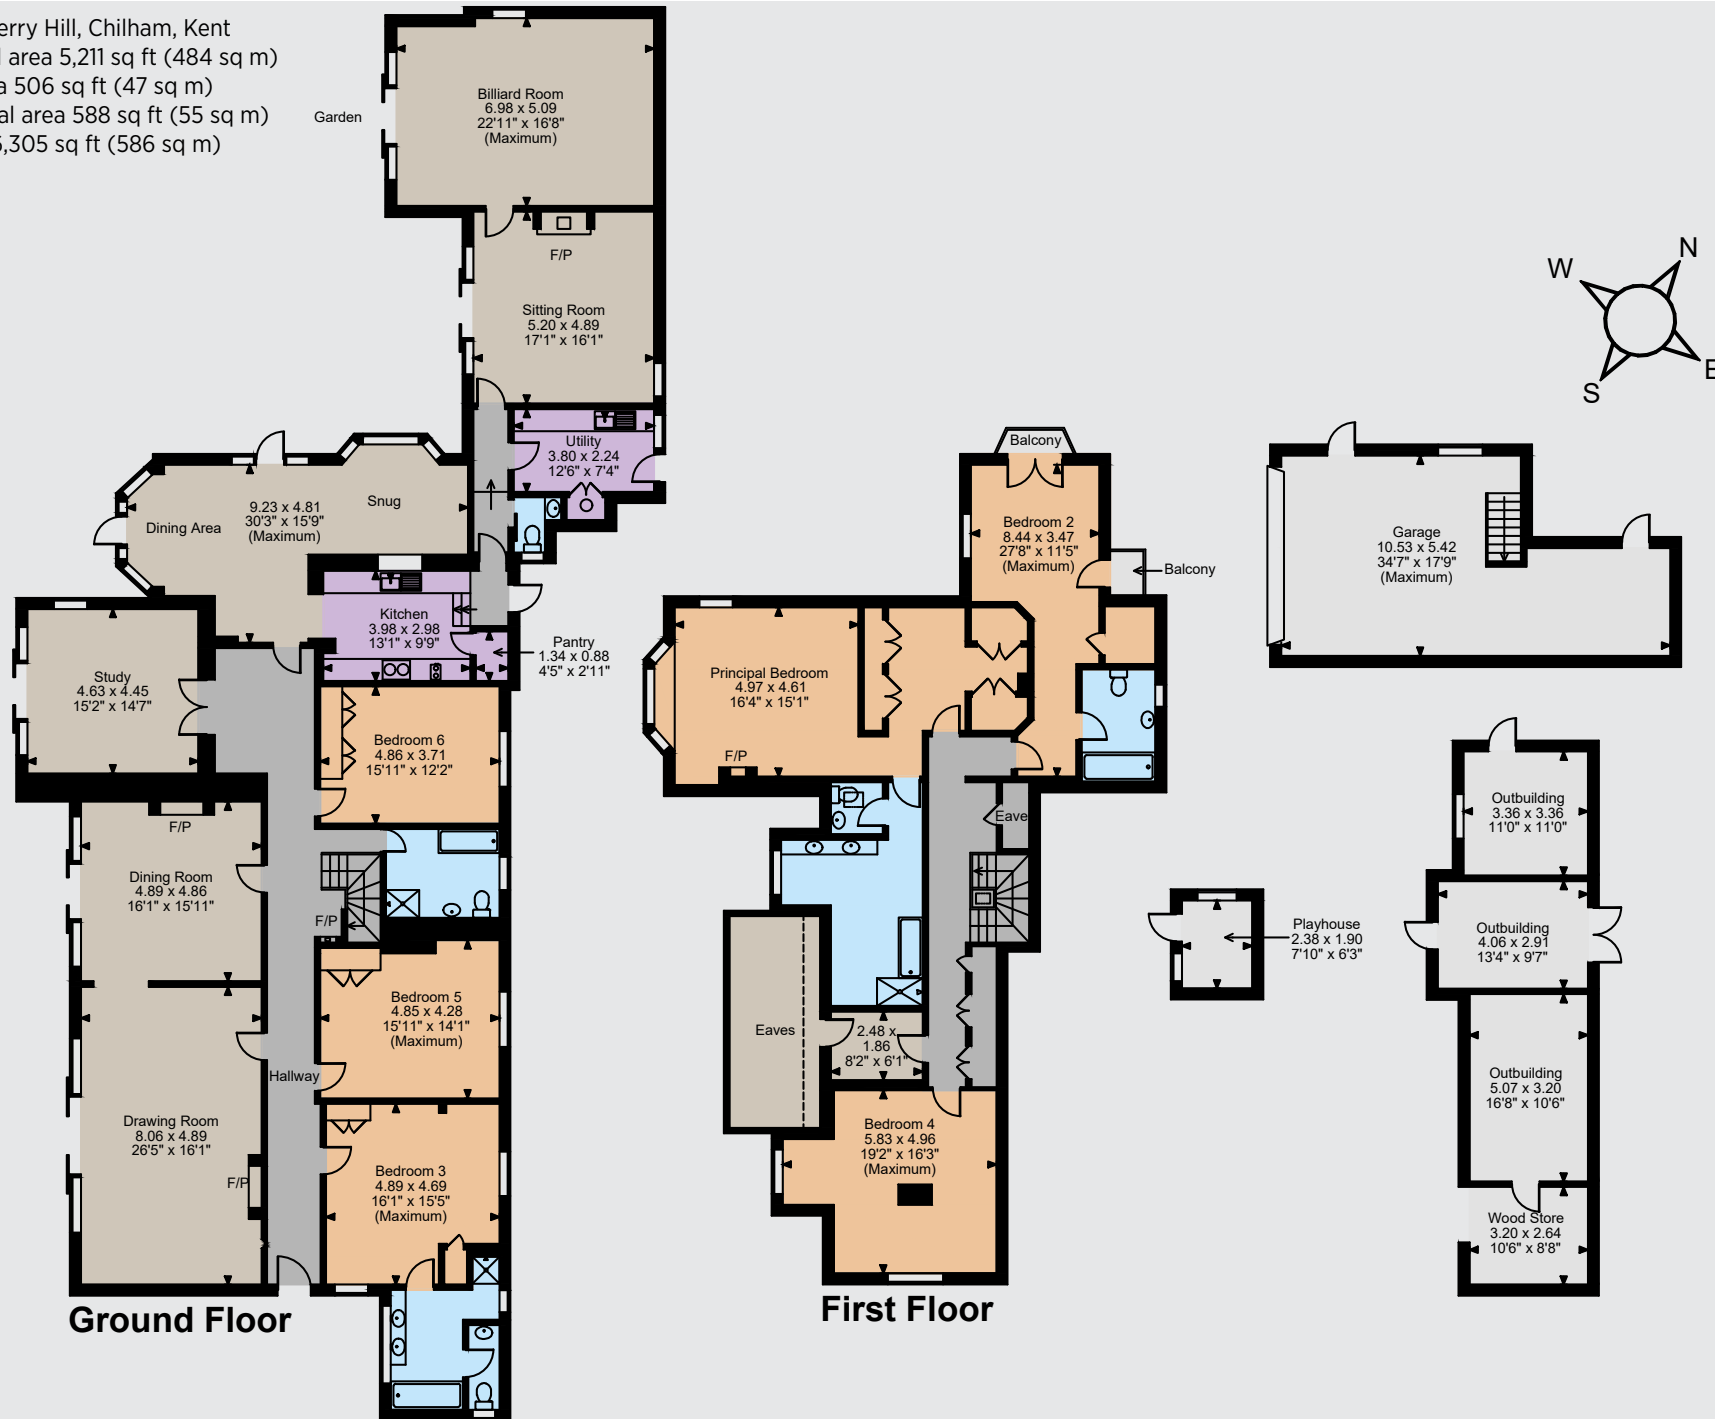 erry Hill, Chilham, Kent
area 5,211 sq ft (484 sq m)
506 sq ft (47 sq m)
area 588 sq ft (55 sq m)
,305 sq ft (586 sq m)
Garden
Billiard Room
6.98 x 5.09
22'11" x 16'8"
(Maximum)
F/P
Sitting Room
5.20 x 4.89
17'1" x 16'1"
Utility
3.80 x 2.24
12'6" x 7'4"
Snug
Dining Area
9.23 x 4.81
30'3" x 15'9"
(Maximum)
Kitchen
3.98 x 2.98
13'1" x 9'9"
Pantry
1.34 x 0.88
4'5" x 2'11"
Study
4.63 x 4.45
15'2" x 14'7"
Bedroom 6
4.86 x 3.71
15'11" x 12'2"
F/P
Dining Room
4.89 x 4.86
16'1" x 15'11"
F/P
Bedroom 5
4.85 x 4.28
15'11" x 14'1"
(Maximum)
Hallway
Drawing Room
8.06 x 4.89
26'5" x 16'1"
F/P
Bedroom 3
4.89 x 4.69
16'1" x 15'5"
(Maximum)
Ground Floor
Balcony
Bedroom 2
8.44 x 3.47
27'8" x 11'5"
(Maximum)
Balcony
Principal Bedroom
4.97 x 4.61
16'4" x 15'1"
F/P
Eave
Eaves
2.48 x
1.86
8'2" x 6'1"
Bedroom 4
5.83 x 4.96
19'2" x 16'3"
(Maximum)
First Floor
N
W
E
S
Garage
10.53 x 5.42
34'7" x 17'9"
(Maximum)
Playhouse
2.38 x 1.90
7'10" x 6'3"
Outbuilding
3.36 x 3.36
11'0" x 11'0"
Outbuilding
4.06 x 2.91
13'4" x 9'7"
Outbuilding
5.07 x 3.20
16'8" x 10'6"
Wood Store
3.20 x 2.64
10'6" x 8'8"